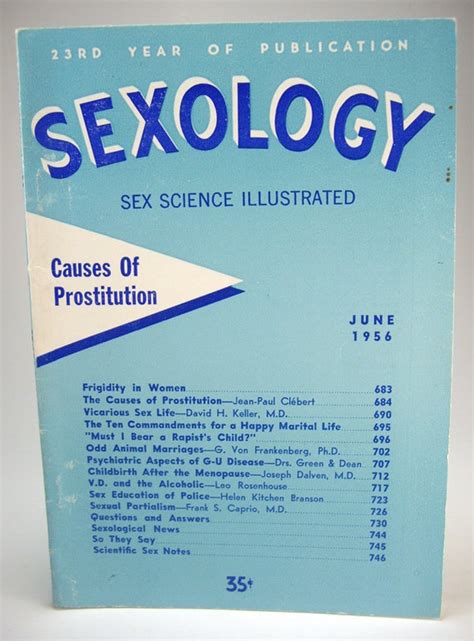 23RD YEAR OF PUBLICATION
SEXOLOGY
SEX SCIENCE ILLUSTRATED
Causes Of
Prostitution
JUNE
1956
Frigidity in Women 683
The Causes of Prostitution—Jean-Paul Clébert 684
Vicarious Sex Life—David H. Keller, M.D. 690
The Ten Commandments for a Happy Marital Life 695
"Must I Bear a Rapist's Child?" 696
Odd Animal Marriages—G. Von Frankenberg, Ph.D. 702
Psychiatric Aspects of G-U Disease—Drs. Green & Dean 707
Childbirth After the Menopause—Joseph Dalven, M.D. 712
V.D. and the Alcoholic—Leo Rosenhouse 717
Sex Education of Police—Helen Kitchen Branson 723
Sexual Partialism—Frank S. Caprio, M.D. 726
Questions and Answers 730
Sexological News 744
So They Say 745
Scientific Sex Notes 746
35¢